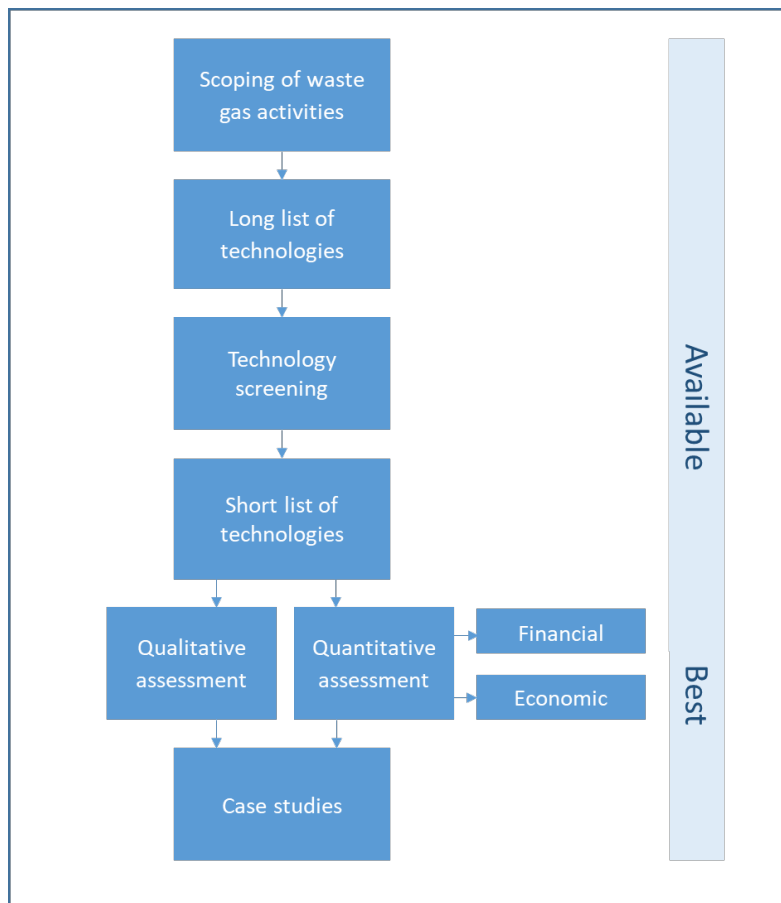 Scoping of waste
gas activities
Long list of
technologies
Technology
screening
Short list of
technologies
Qualitative
assessment
Quantitative
assessment
Financial
Economic
Case studies
Available
Best